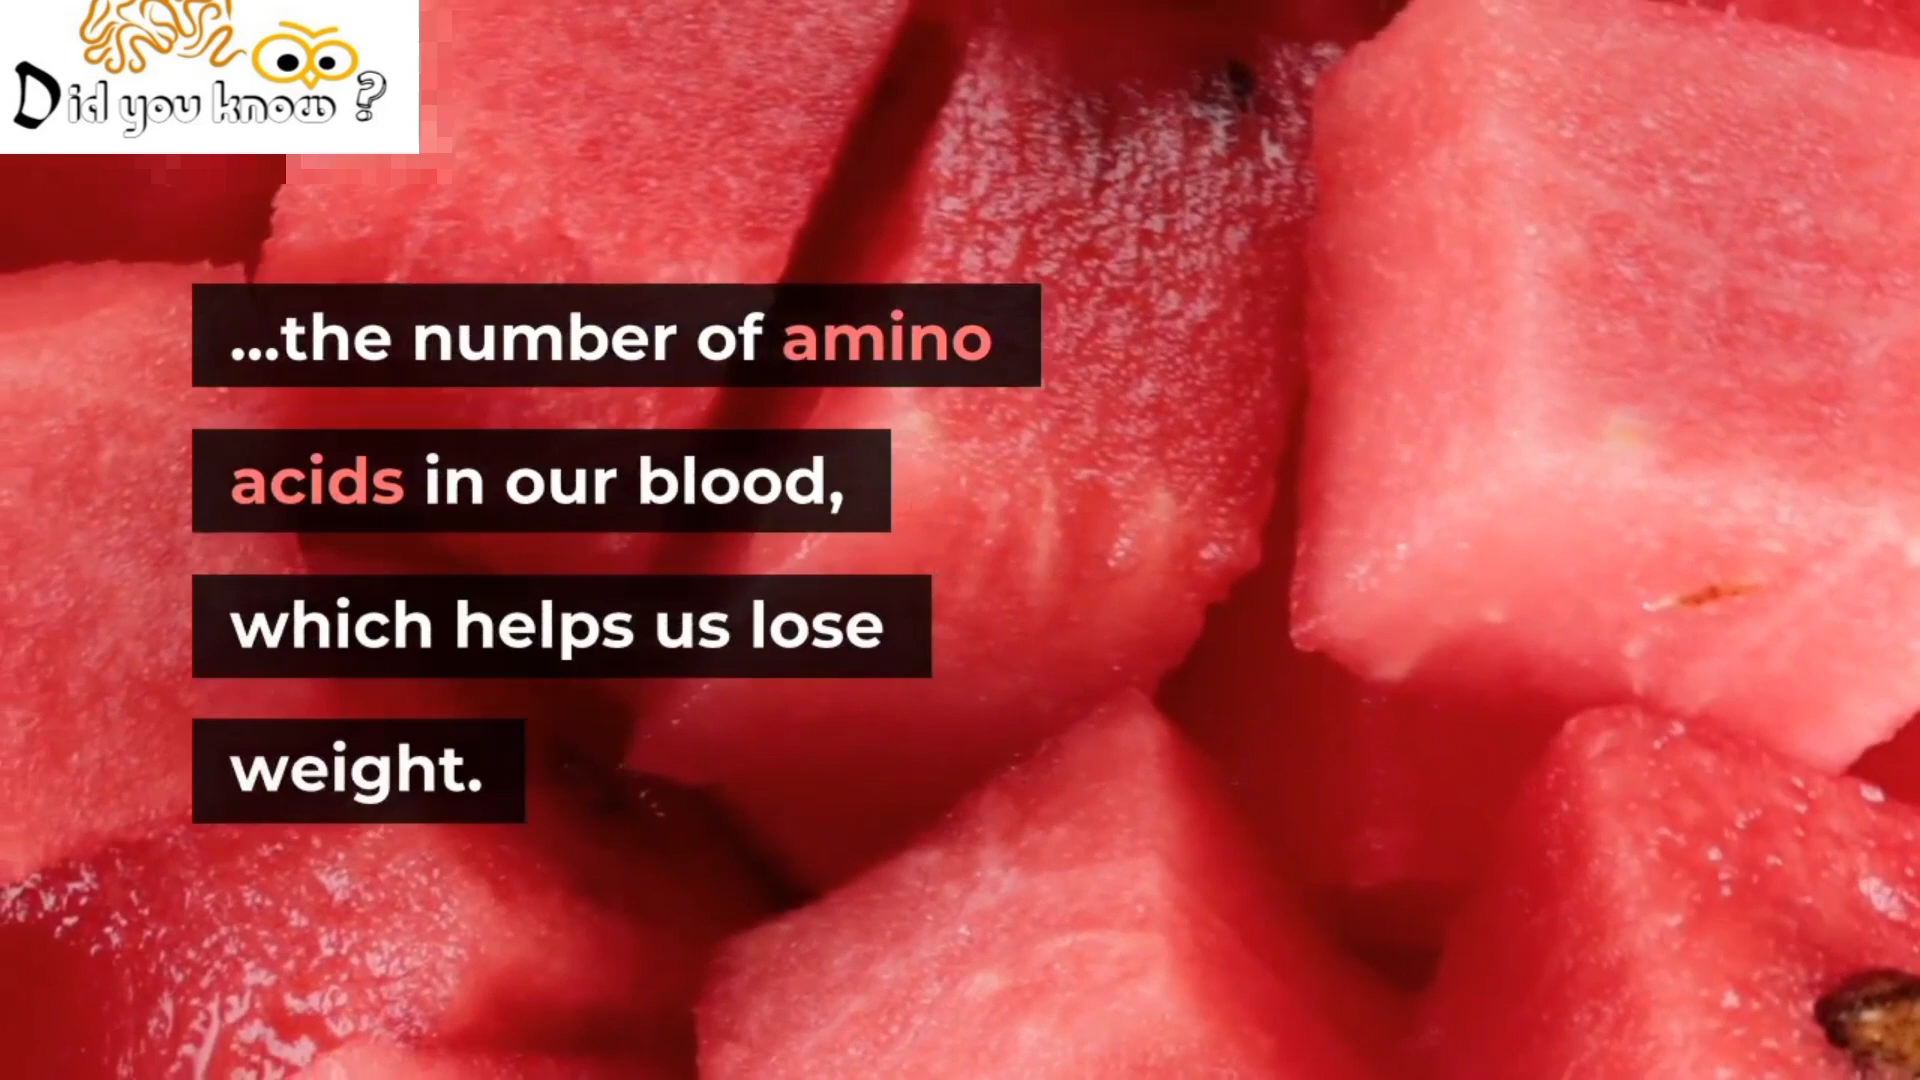 Did you know ?
...the number of amino
acids in our blood,
which helps us lose
weight.